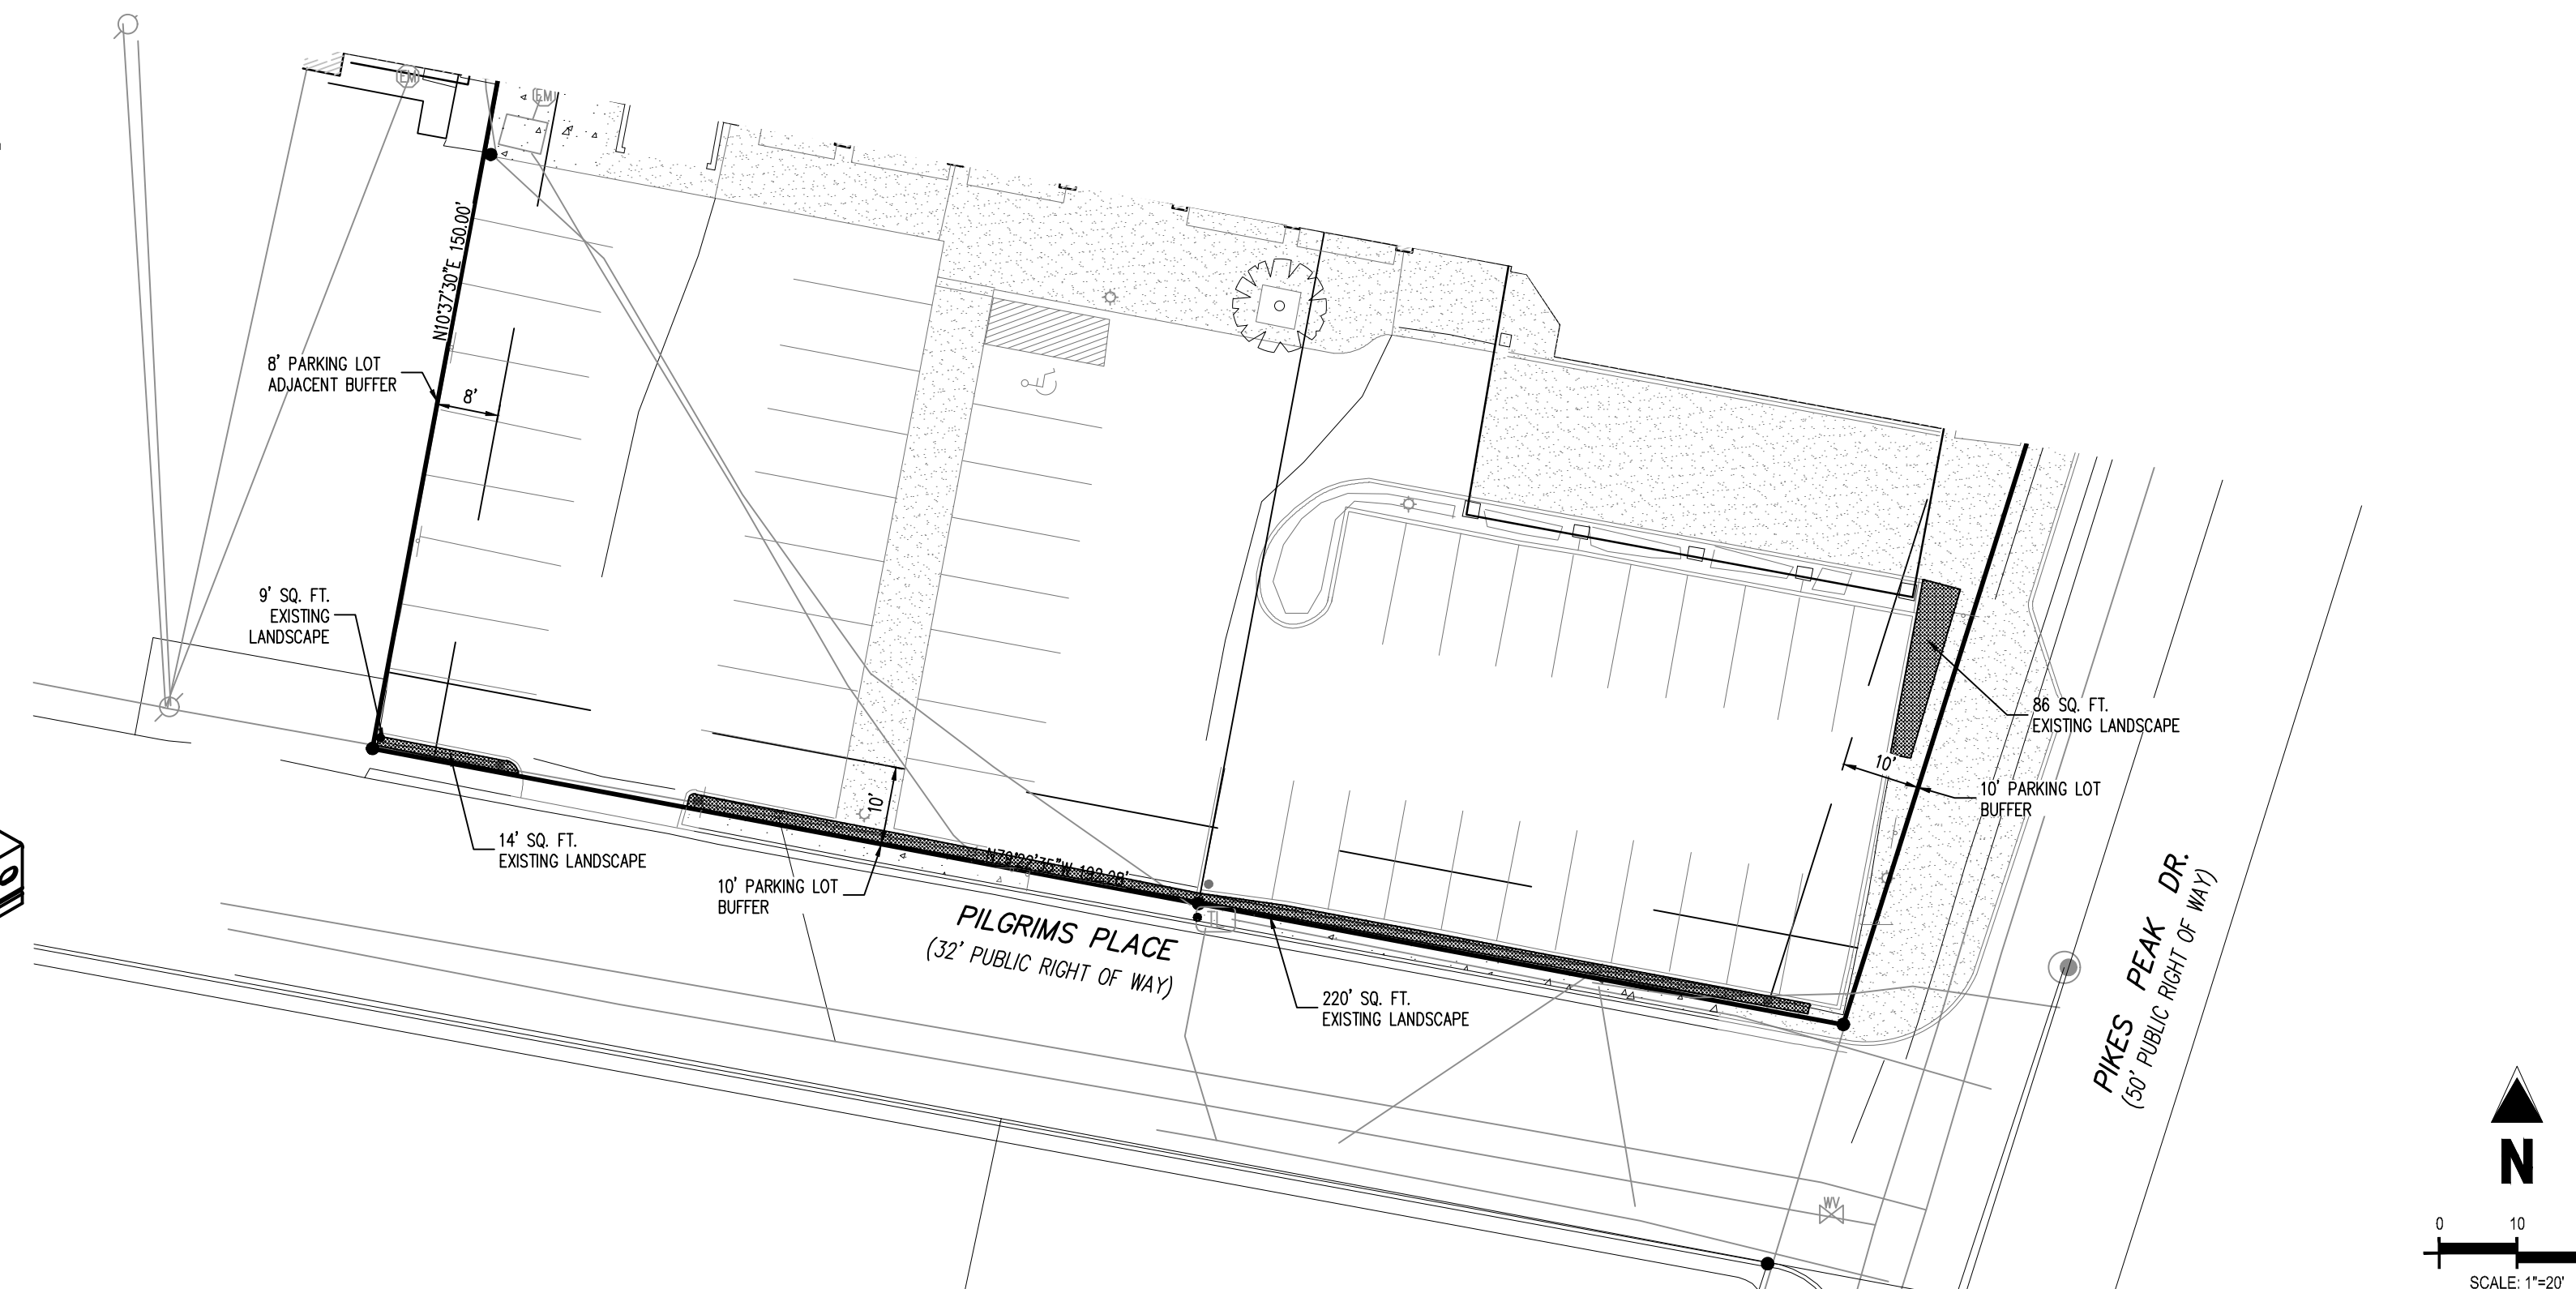 EM
EM
N10°37'30"E 150.00'
8' PARKING LOT
ADJACENT BUFFER
8'
9' SQ. FT.
EXISTING
LANDSCAPE
86 SQ. FT.
EXISTING LANDSCAPE
10'
10' PARKING LOT
BUFFER
10'
14' SQ. FT.
EXISTING LANDSCAPE
10' PARKING LOT
BUFFER
PILGRIMS PLACE
(32' PUBLIC RIGHT OF WAY)
220' SQ. FT.
EXISTING LANDSCAPE
PIKES PEAK DR.
(50' PUBLIC RIGHT OF WAY)
WV
N
0 10
SCALE: 1"=20'